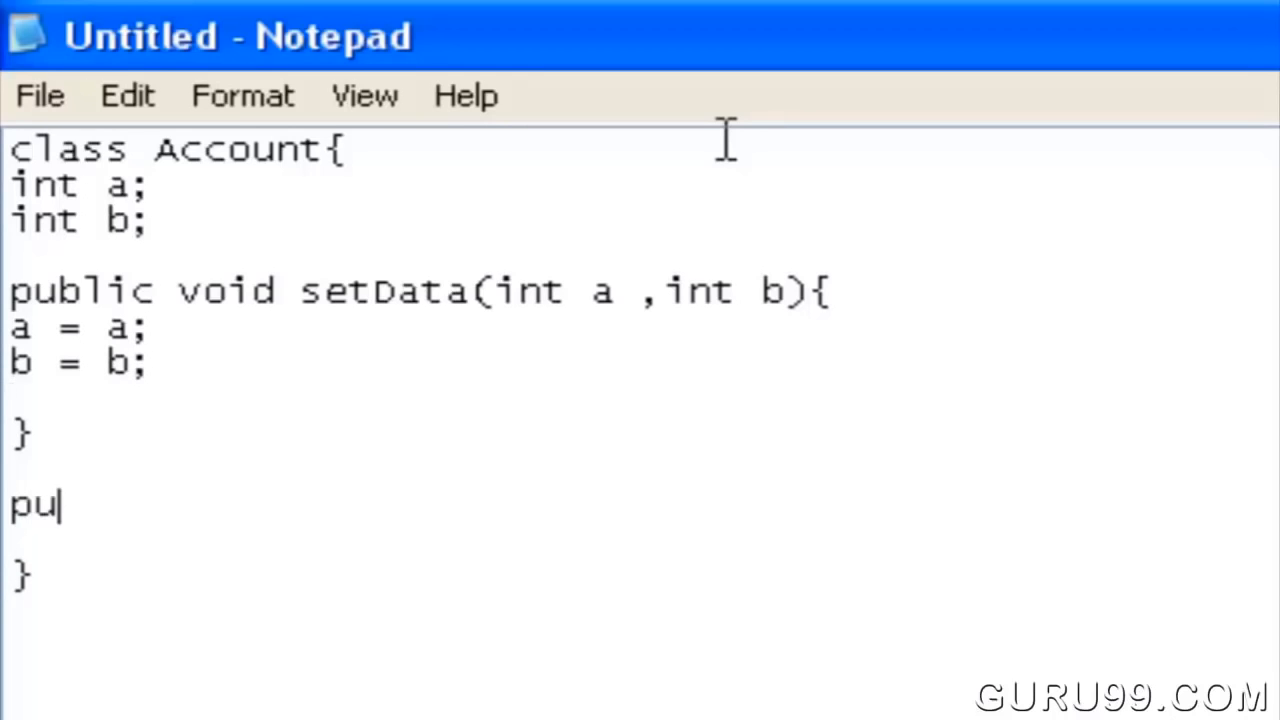 Untitled - Notepad
File Edit Format View Help
class Account{
int a;
int b;
public void setData(int a ,int b){
a = a;
b = b;
}
pu
}
GURU99.COM